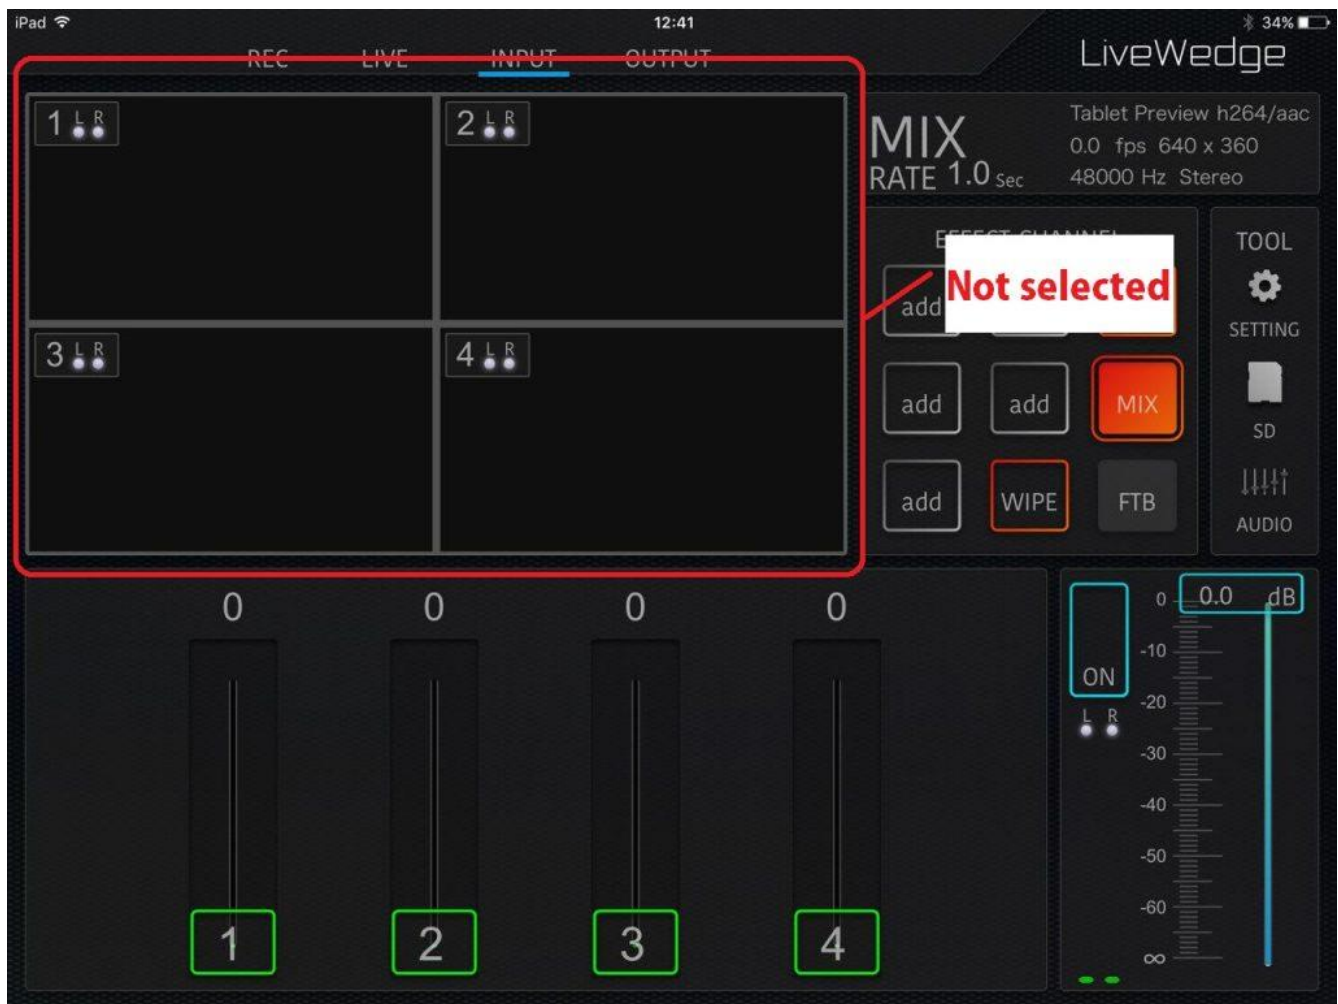 iPad 12:41 34%
REC LIVE INPUT OUTPUT
LiveWedge
1 L R
2 L R
3 L R
4 L R
MIX
RATE 1.0 Sec
Tablet Preview h264/aac
0.0 fps 640 x 360
48000 Hz Stereo
EFFECT CHANNEL
Not selected
add
add add MIX
add WIPE FTB
TOOL
SETTING
SD
AUDIO
0 0 0 0
1 2 3 4
ON
L R
0.0 dB
0
-10
-20
-30
-40
-50
-60
∞